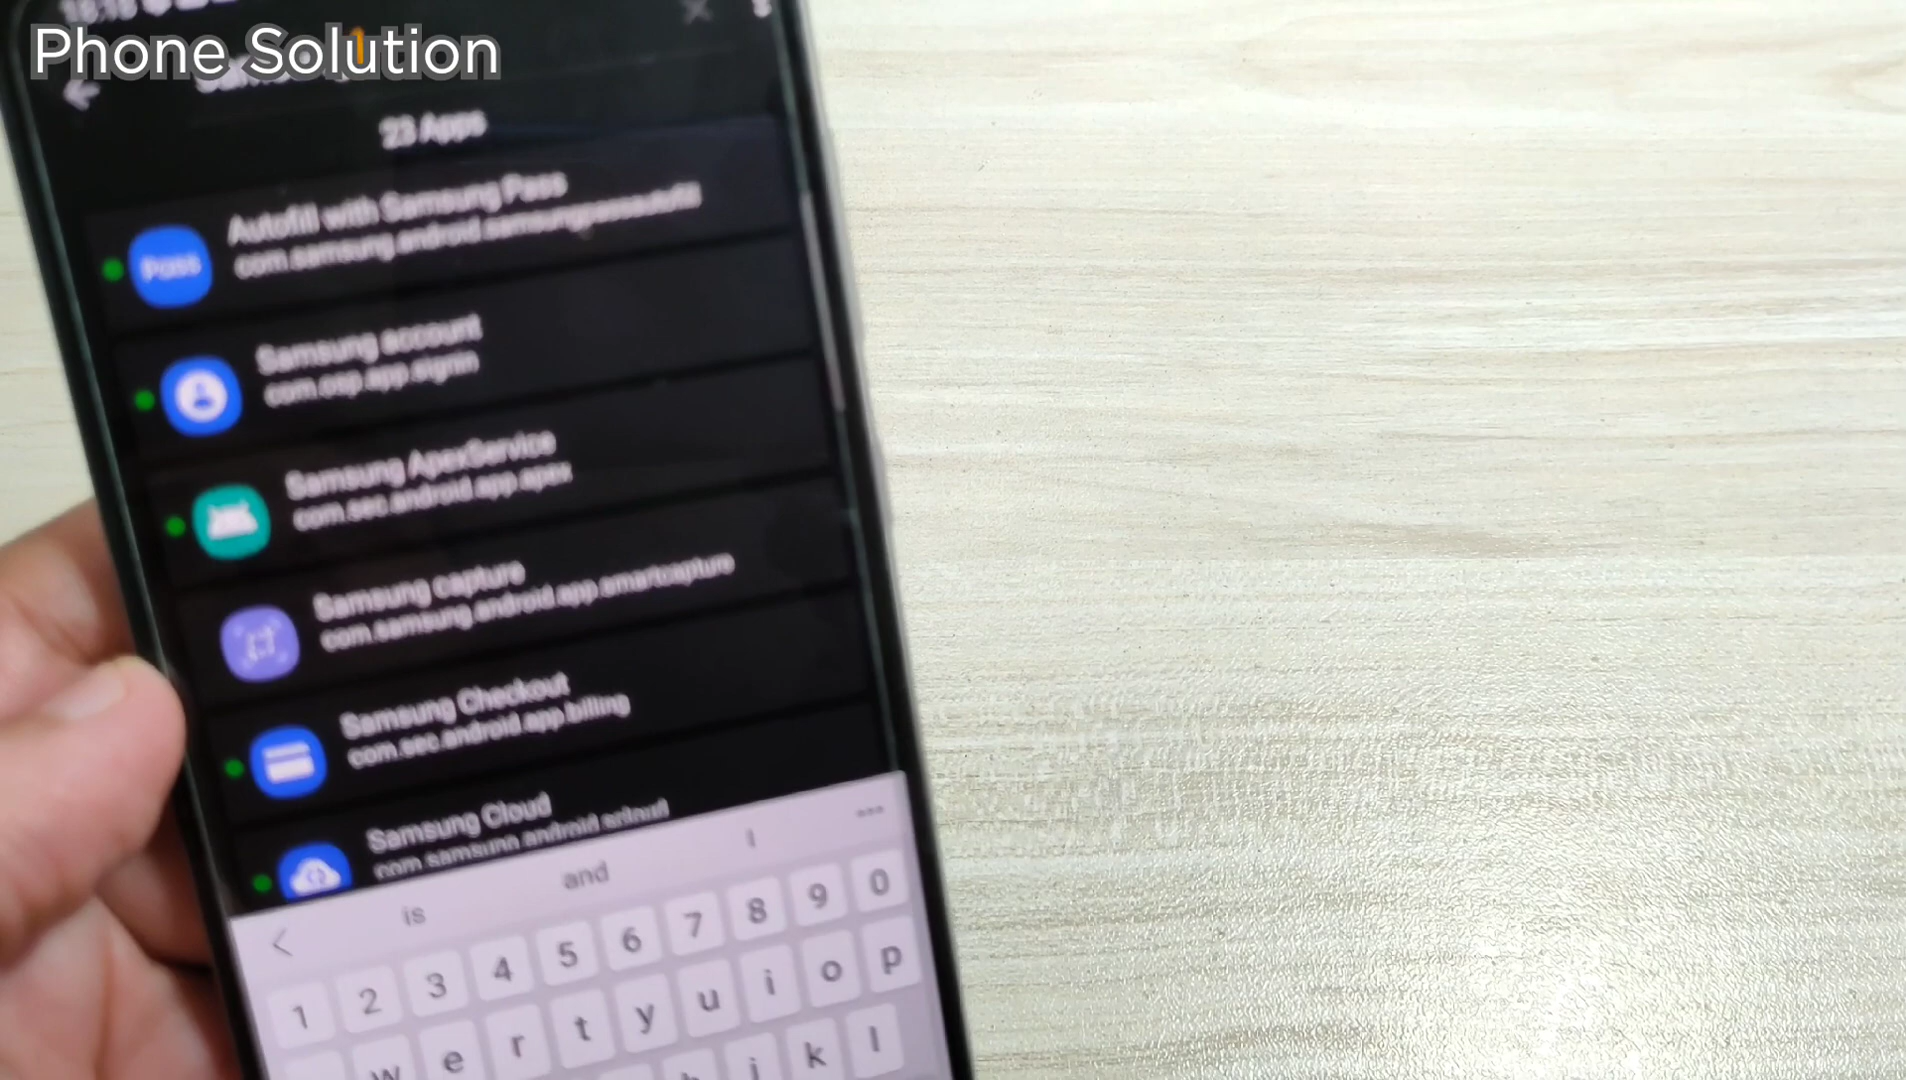 Phone Solution
23 Apps
Autofill with Samsung Pass
com.samsung.android.samsungpassautofill
Pass
Samsung account
com.osp.app.signin
Samsung ApexService
com.sec.android.app.apex
Samsung capture
com.samsung.android.app.smartcapture
Samsung Checkout
com.sec.android.app.billing
Samsung Cloud
com.samsung.android.scloud
is and I
1 2 3 4 5 6 7 8 9 0
w e r t y u i o p
j k l